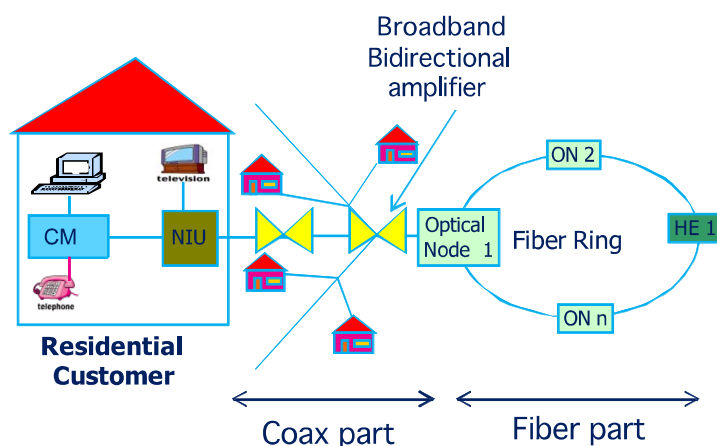 Broadband
Bidirectional
amplifier
television
CM
NIU
telephone
Optical
Node 1
ON 2
Fiber Ring
HE 1
ON n
Residential
Customer
Coax part
Fiber part